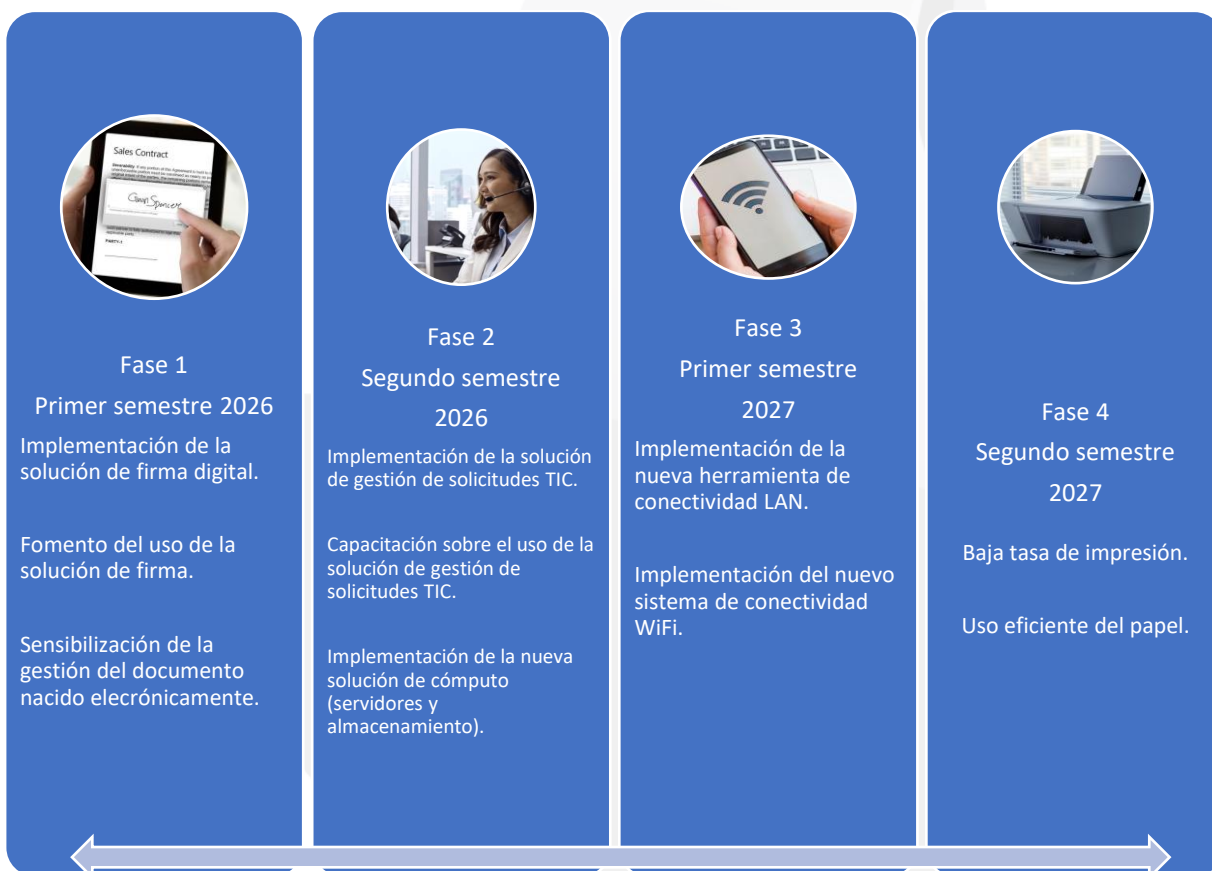 Sales Contract
Fase 1
Primer semestre 2026
Implementación de la
solución de firma digital.
Fomento del uso de la
solución de firma.
Sensibilización de la
gestión del documento
nacido elecrónicamente.
Fase 2
Segundo semestre
2026
Implementación de la solución
de gestión de solicitudes TIC.
Capacitación sobre el uso de la
solución de gestión de
solicitudes TIC.
Implementación de la nueva
solución de cómputo
(servidores y
almacenamiento).
Fase 3
Primer semestre
2027
Implementación de la
nueva herramienta de
conectividad LAN.
Implementación del nuevo
sistema de conectividad
WiFi.
Fase 4
Segundo semestre
2027
Baja tasa de impresión.
Uso eficiente del papel.